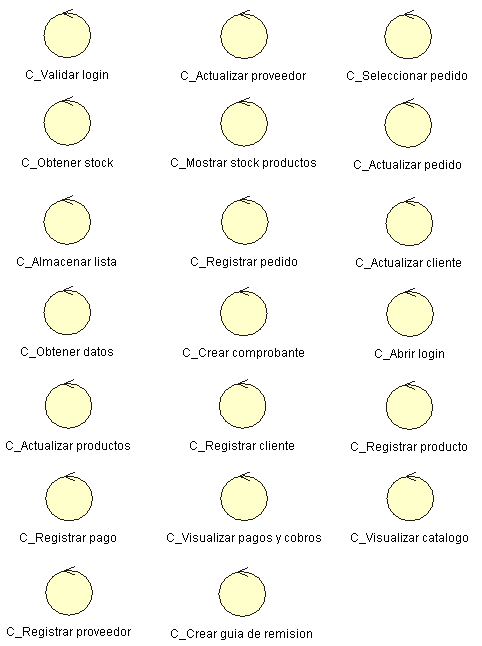 C_Validar login
C_Actualizar proveedor
C_Seleccionar pedido
C_Obtener stock
C_Mostrar stock productos
C_Actualizar pedido
C_Almacenar lista
C_Registrar pedido
C_Actualizar cliente
C_Obtener datos
C_Crear comprobante
C_Abrir login
C_Actualizar productos
C_Registrar cliente
C_Registrar producto
C_Registrar pago
C_Visualizar pagos y cobros
C_Visualizar catalogo
C_Registrar proveedor
C_Crear guia de remision